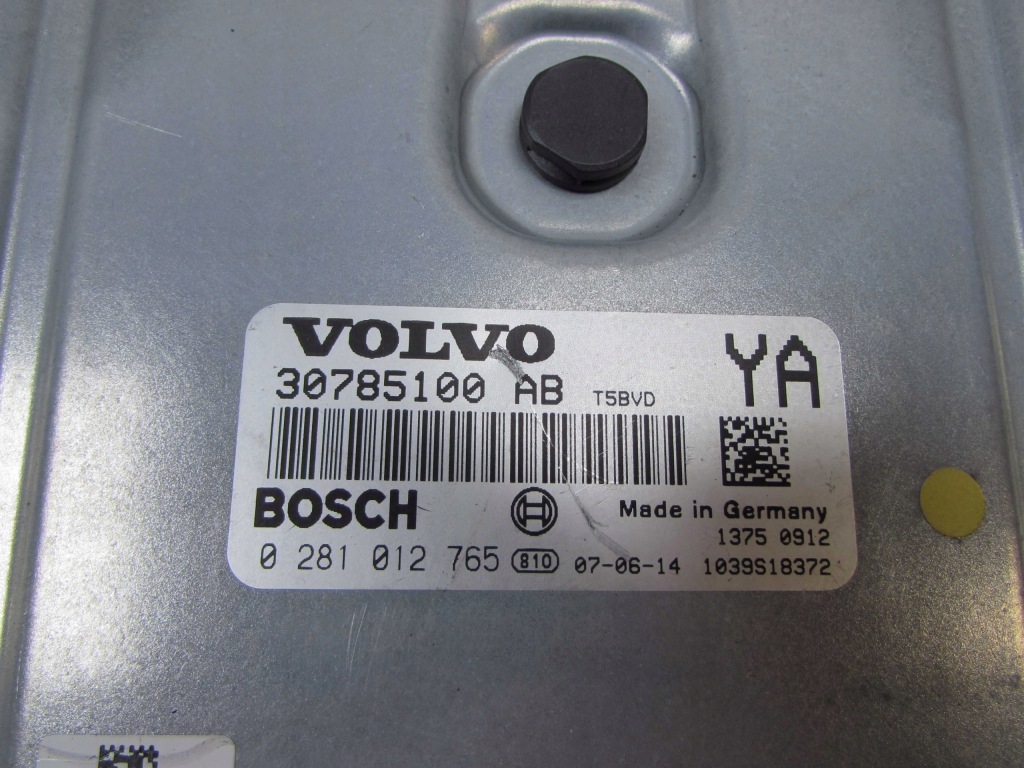 VOLVO
30785100 AB T5BVD YA
BOSCH
Made in Germany
1375 0912
0 281 012 765 810 07-06-14 1039S18372